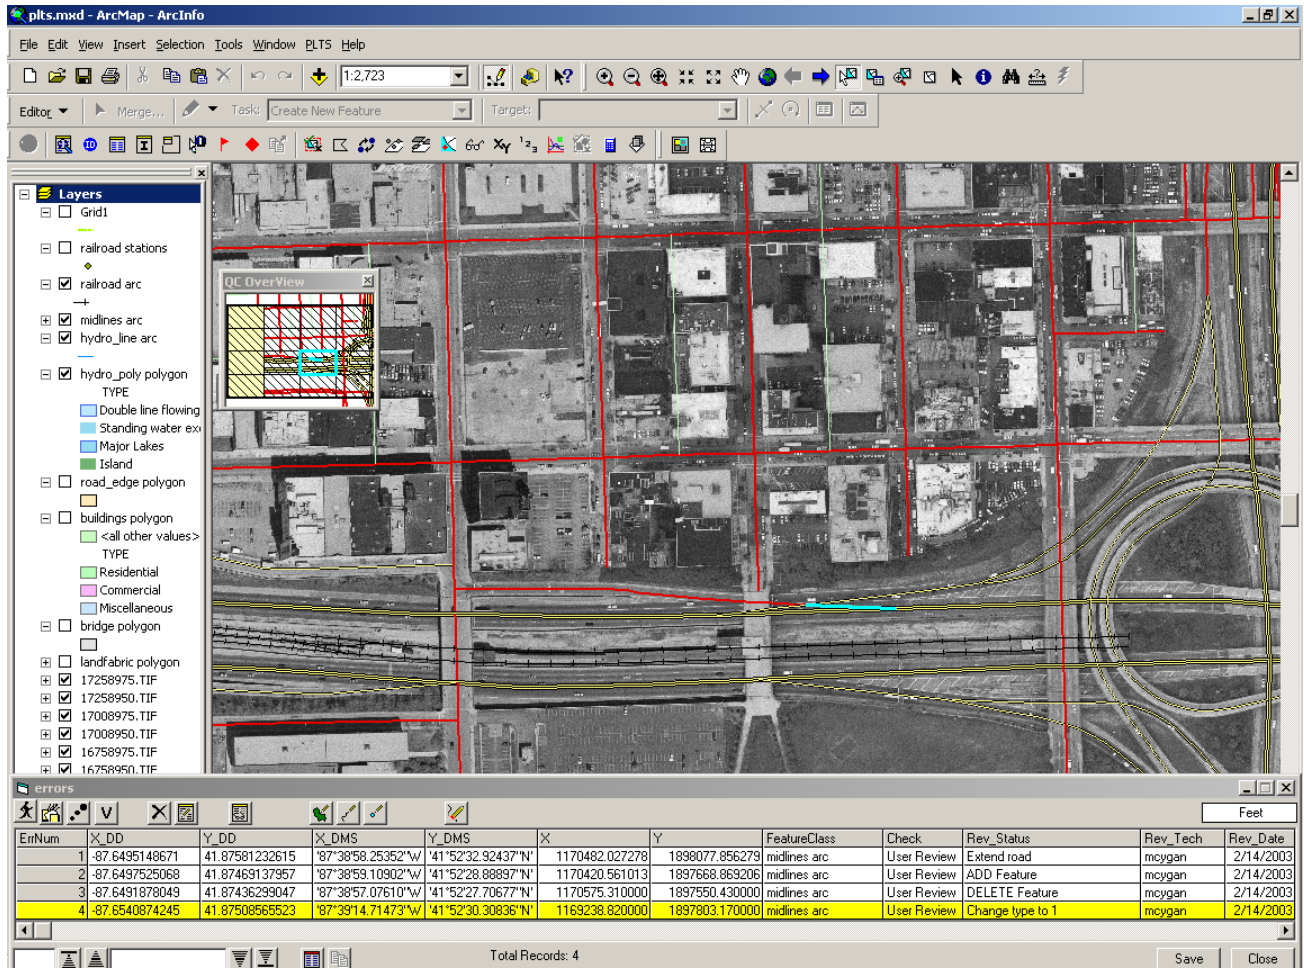 plts.mxd - ArcMap - ArcInfo
File Edit View Insert Selection Tools Window PLTS Help
1:2,723
Editor Merge... Task: Create New Feature Target:
Layers
Grid1
railroad stations
railroad arc
midlines arc
hydro_line arc
hydro_poly polygon
TYPE
Double line flowing
Standing water ex
Major Lakes
Island
road_edge polygon
buildings polygon
<all other values>
TYPE
Residential
Commercial
Miscellaneous
bridge polygon
landfabric polygon
17258975.TIF
17258950.TIF
17008975.TIF
17008950.TIF
16758975.TIF
16758950.TIF
QC OverView
errors
Feet
ErrNum X_DD Y_DD X_DMS Y_DMS X Y FeatureClass Check Rev_Status Rev_Tech Rev_Date
1 -87.6495148671 41.87581232615 '87°38'58.25352''W 41°52'32.92437''N' 1170482.027278 1898077.856279 midlines arc User Review Extend road mcygan 2/14/2003
2 -87.6497525068 41.87469137957 '87°38'59.10902''W '41°52'28.88897''N' 1170420.561013 1897668.869206 midlines arc User Review ADD Feature mcygan 2/14/2003
3 -87.6491878049 41.87436299047 '87°38'57.07610''W '41°52'27.70677''N' 1170575.310000 1897550.430000 midlines arc User Review DELETE Feature mcygan 2/14/2003
4 -87.6540874245 41.87508565523 '87°39'14.71473''W '41°52'30.30836''N' 1169238.820000 1897803.170000 midlines arc User Review Change type to 1 mcygan 2/14/2003
Total Records: 4
Save Close